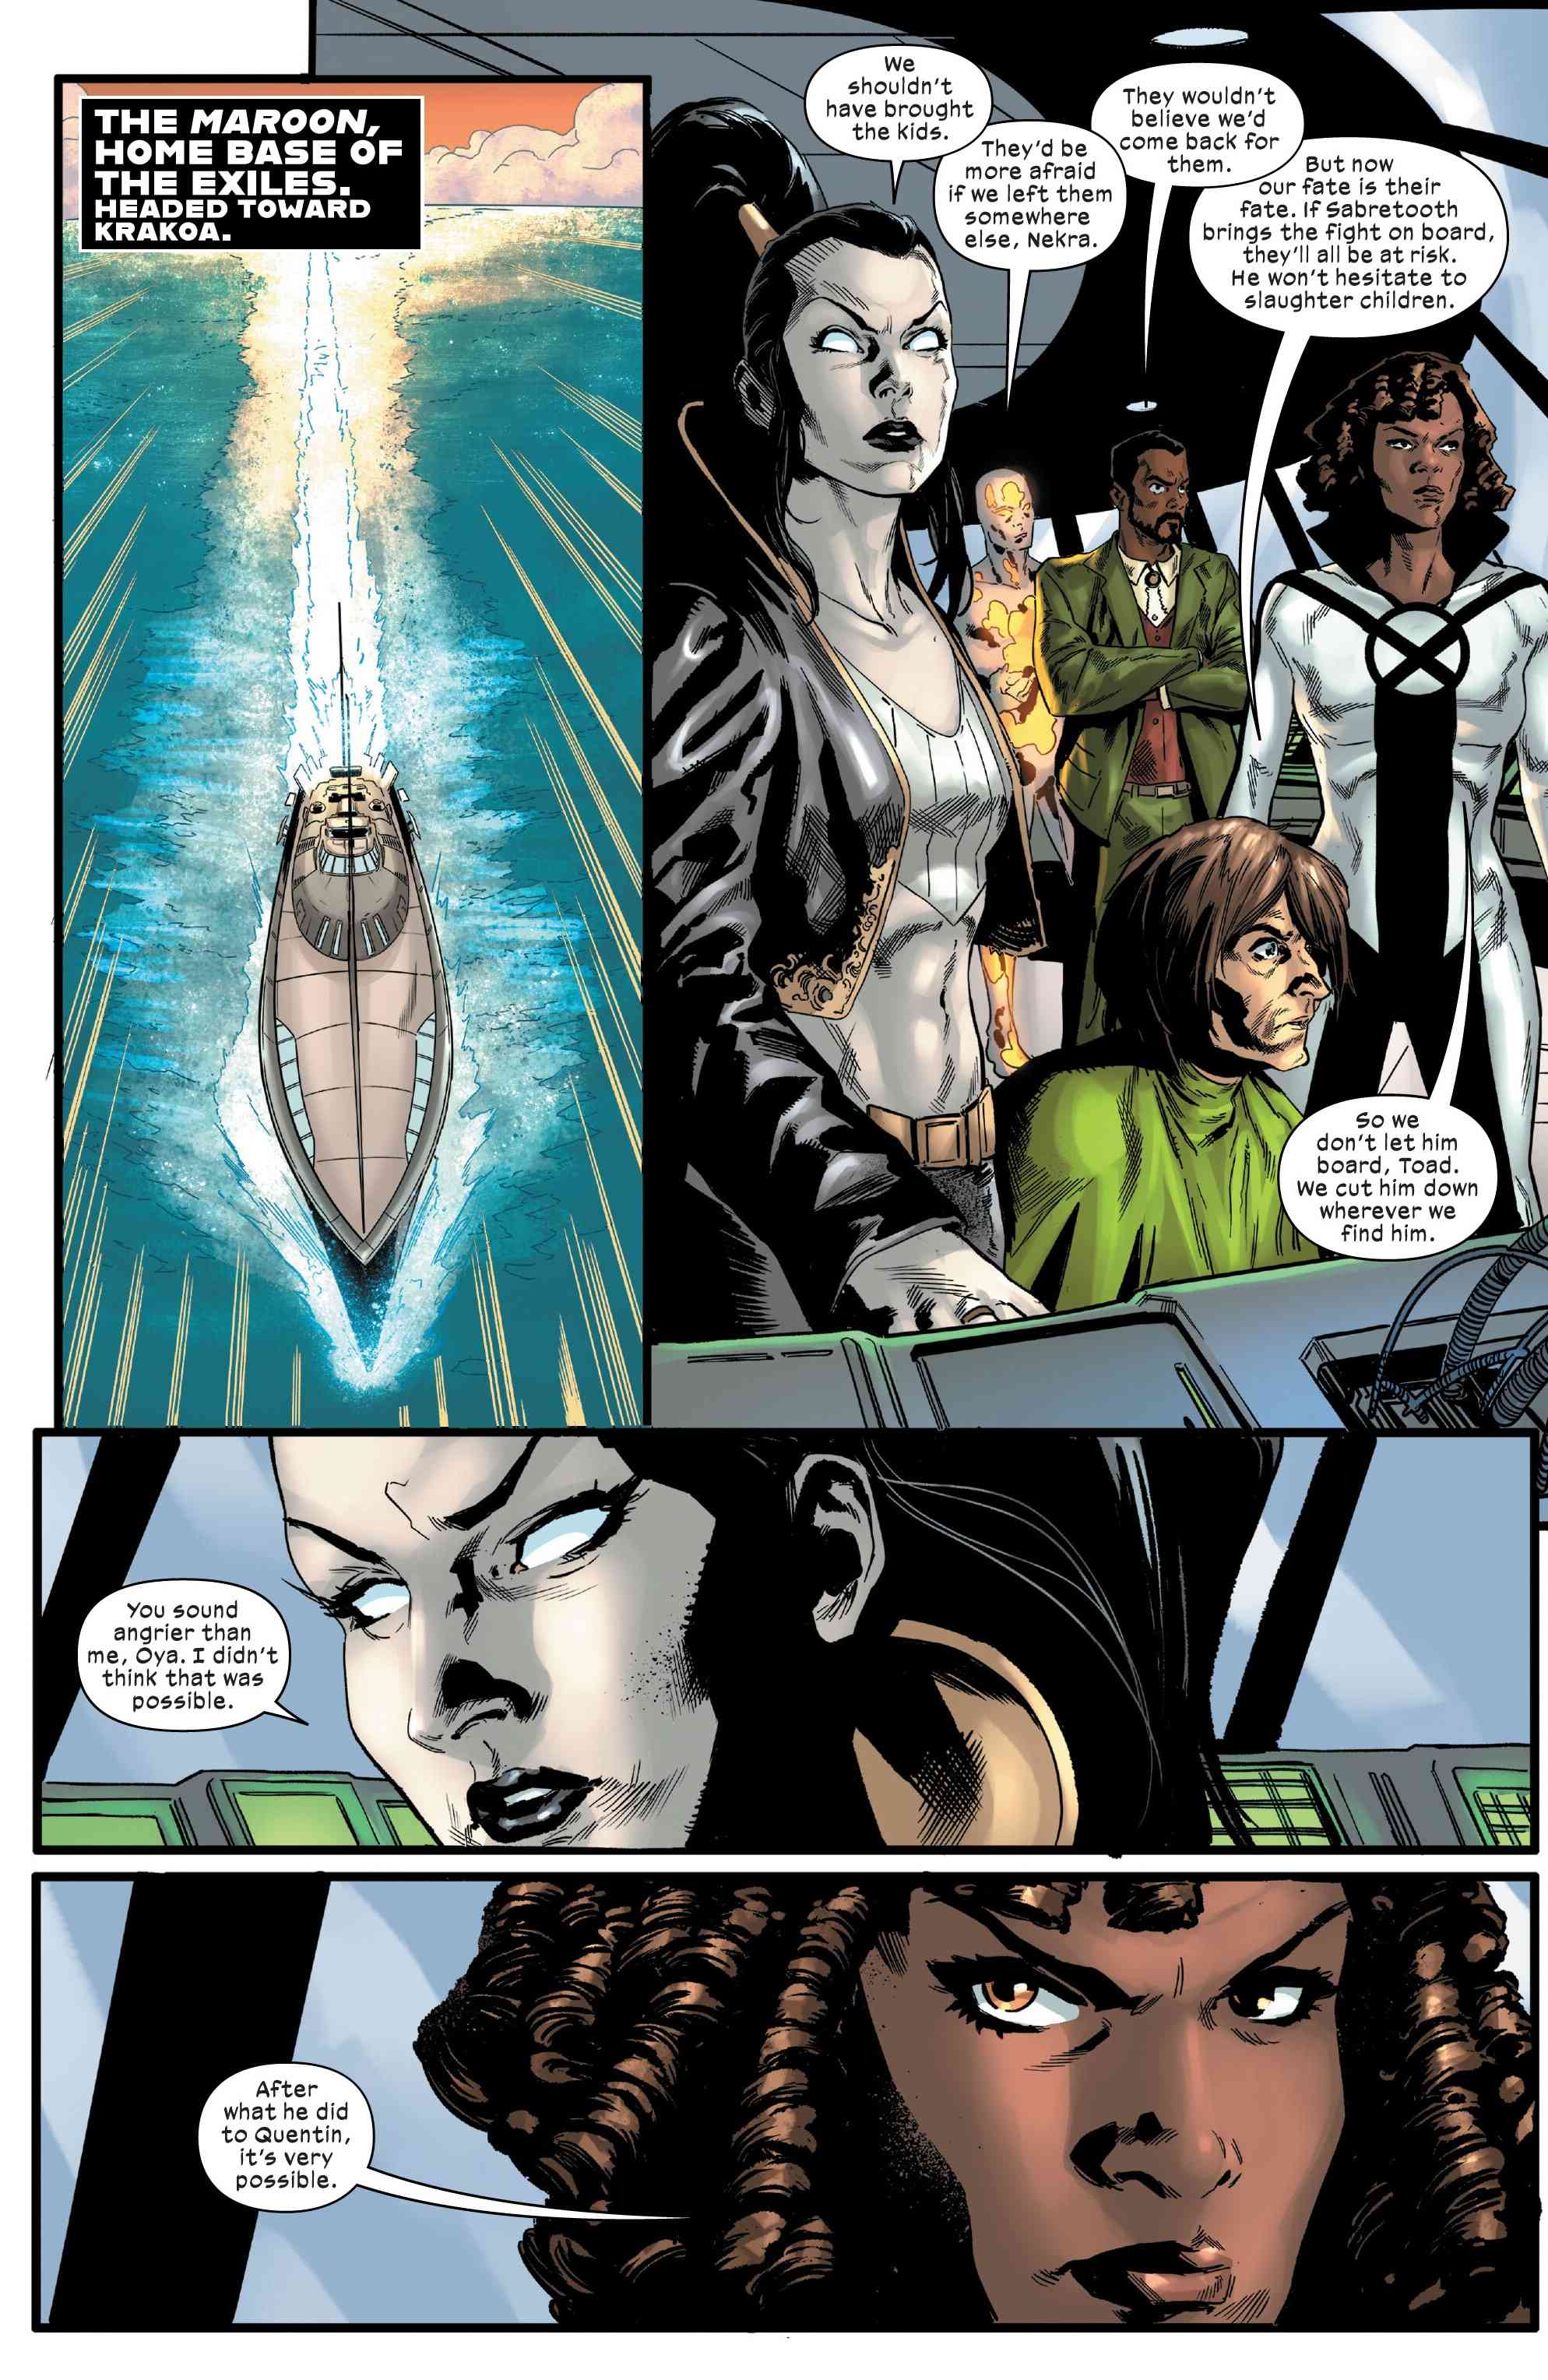 THE MAROON,
HOME BASE OF
THE EXILES.
HEADED TOWARD
KRAKOA.
We
shouldn't
have brought
the kids.
They'd be
more afraid
if we left them
somewhere
else, Nekra.
They wouldn't
believe we'd
come back for
them.
But now
our fate is their
fate. If Sabretooth
brings the fight on board,
they'll all be at risk.
He won't hesitate to
slaughter children.
So we
don't let him
board, Toad.
We cut him down
wherever we
find him.
You sound
angrier than
me, Oya. I didn't
think that was
possible.
After
what he did
to Quentin,
it's very
possible.